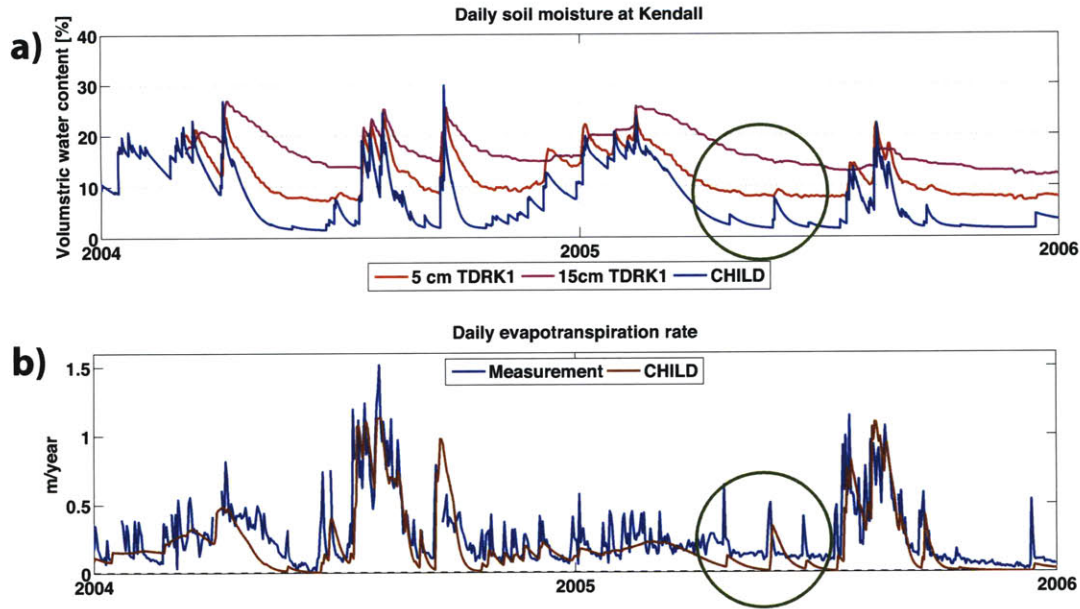 Daily soil moisture at Kendall
a)
Volumstric water content [%]
40
30
20
10
0
2004
2005
2006
5 cm TDRK1 15cm TDRK1 CHILD
Daily evapotranspiration rate
b)
Measurement CHILD
m/year
1.5
1
0.5
0
2004
2005
2006